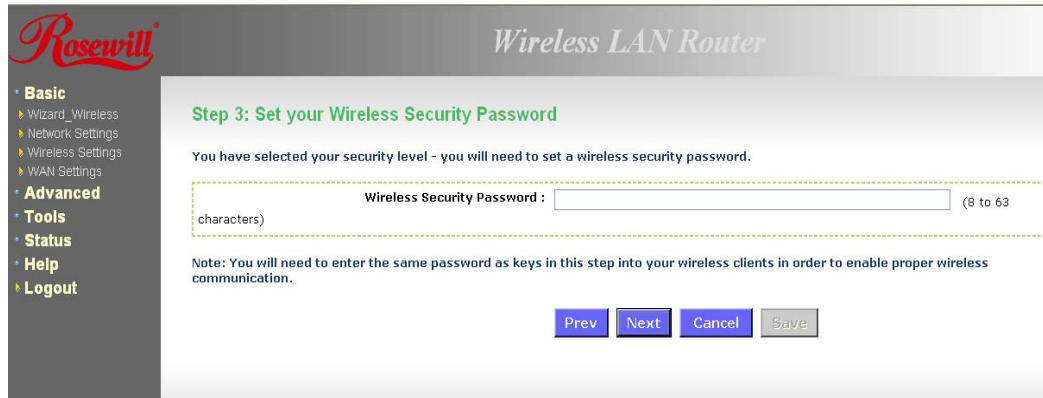 Rosewill
Wireless LAN Router
Basic
Wizard_Wireless
Network Settings
Wireless Settings
WAN Settings
Advanced
Tools
Status
Help
Logout
Step 3: Set your Wireless Security Password
You have selected your security level - you will need to set a wireless security password.
Wireless Security Password : (8 to 63
characters)
Note: You will need to enter the same password as keys in this step into your wireless clients in order to enable proper wireless
communication.
Prev Next Cancel Save